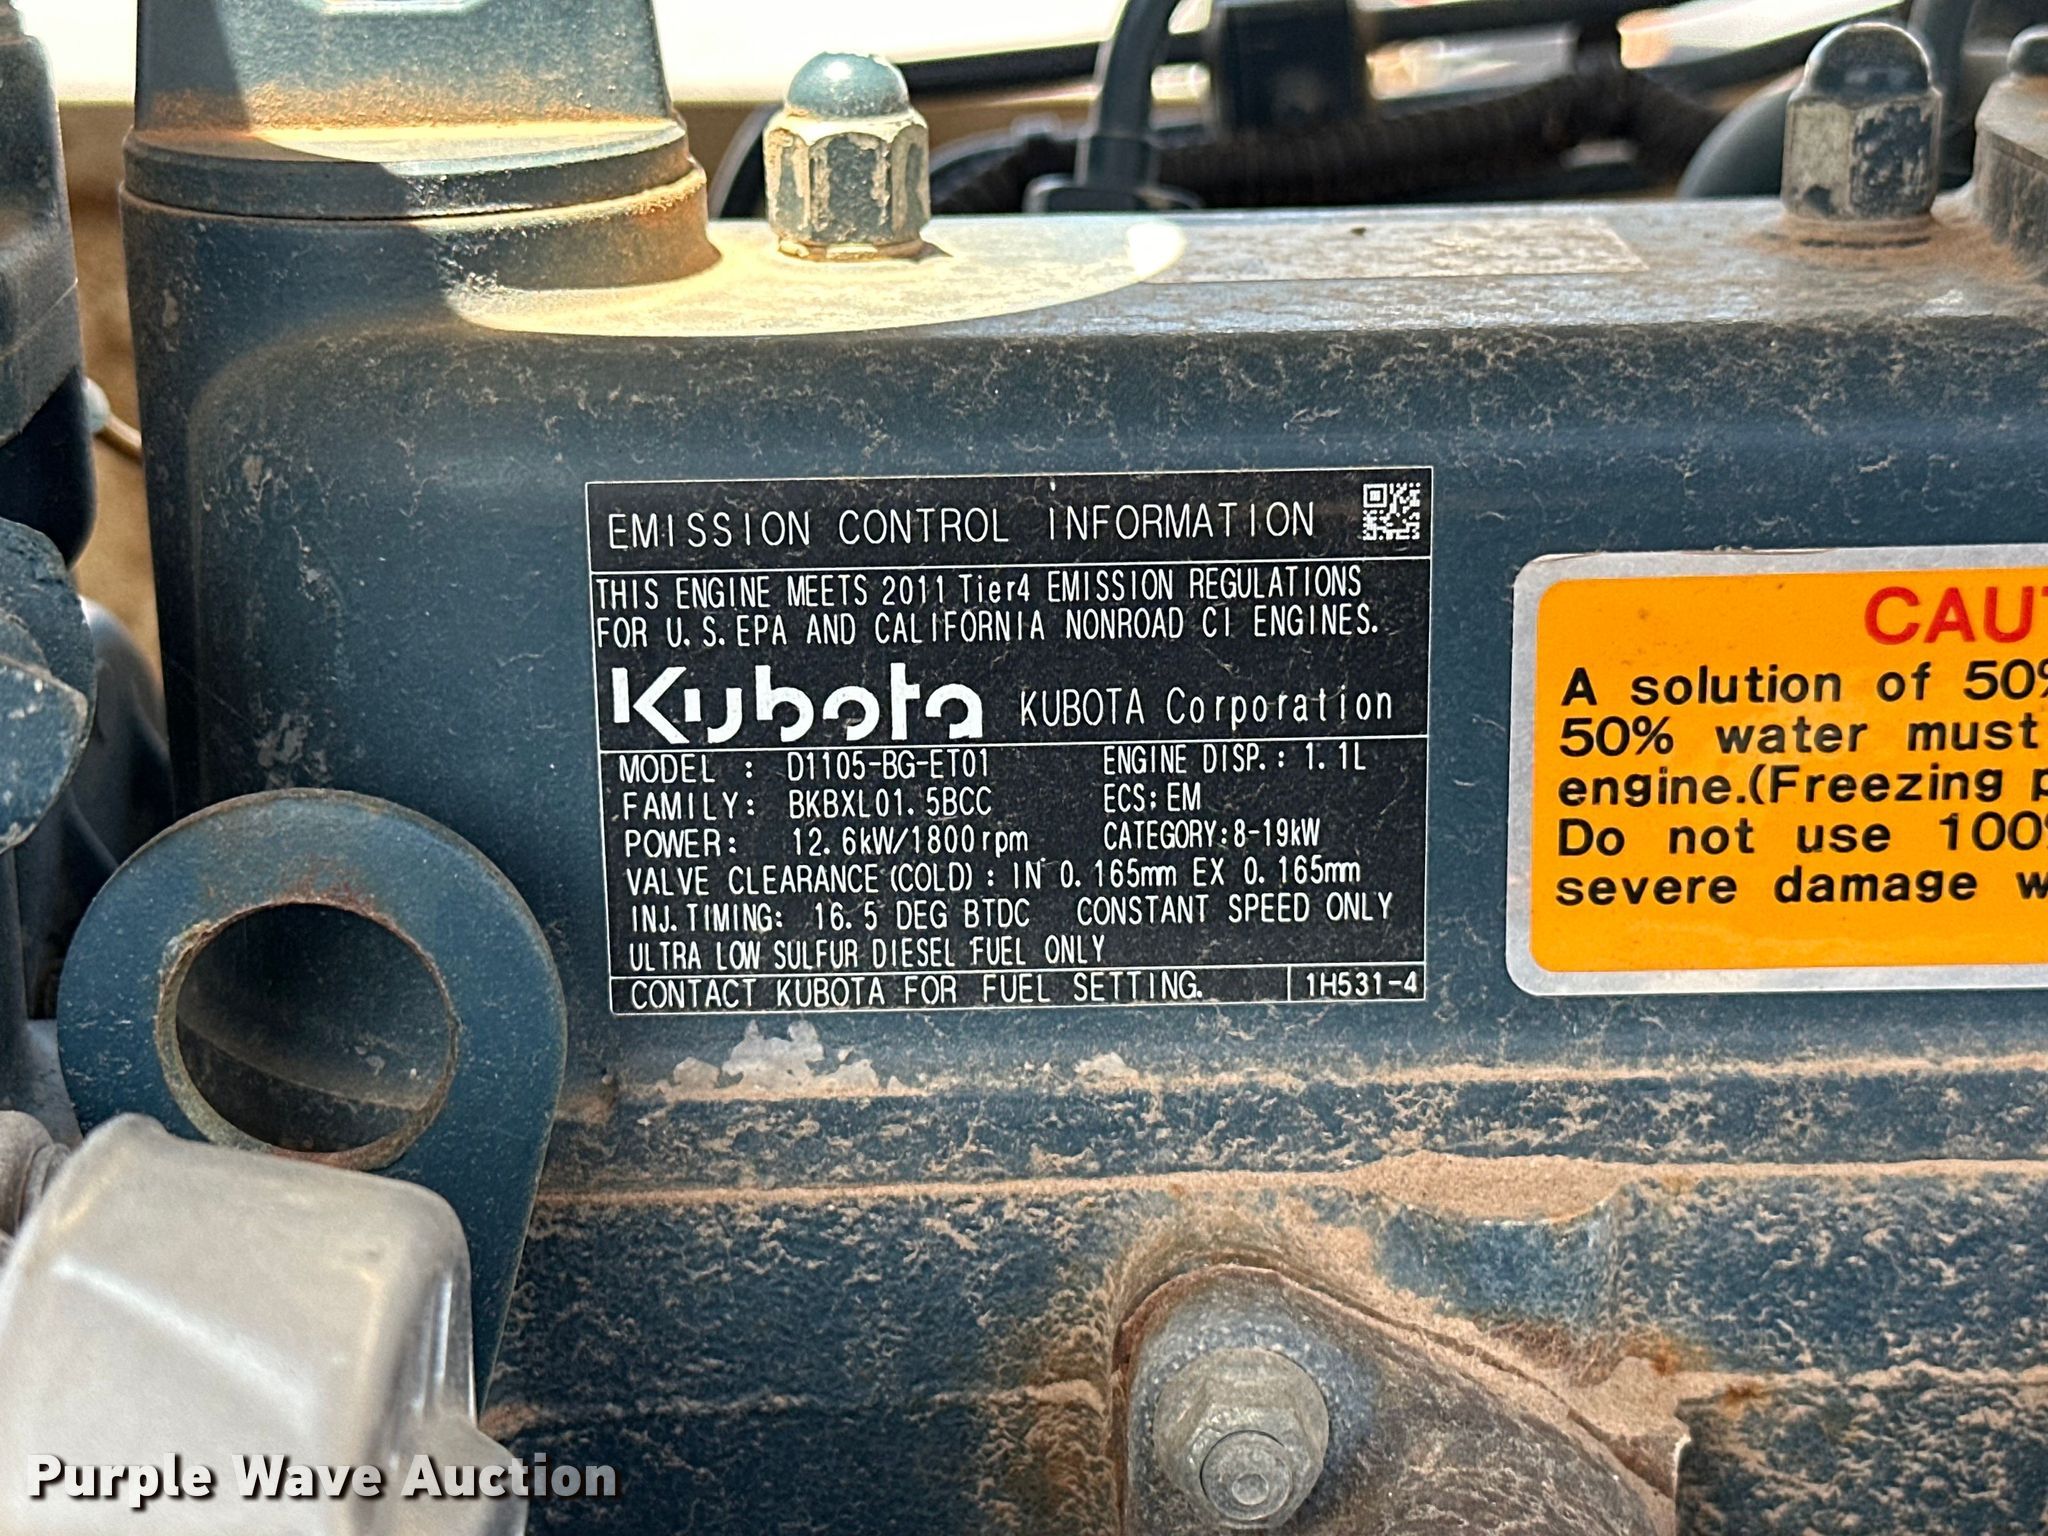 EMISSION CONTROL INFORMATION
THIS ENGINE MEETS 2011 Tier4 EMISSION REGULATIONS
FOR U.S.EPA AND CALIFORNIA NONROAD CI ENGINES.
Kubota KUBOTA Corporation
MODEL : D1105-BG-ET01 ENGINE DISP.: 1.1L
FAMILY: BKBXL01.5BCC ECS: EM
POWER: 12.6kW/1800rpm CATEGORY:8-19kW
VALVE CLEARANCE(COLD): IN 0.165mm EX 0.165mm
INJ.TIMING: 16.5 DEG BTDC CONSTANT SPEED ONLY
ULTRA LOW SULFUR DIESEL FUEL ONLY
CONTACT KUBOTA FOR FUEL SETTING. 1H531-4
CAU
A solution of 50%
50% water must
engine.(Freezing p
Do not use 100%
severe damage w
Purple Wave Auction